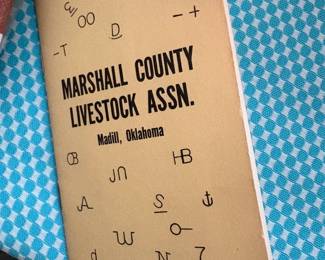 MARSHALL COUNTY
LIVESTOCK ASSN.
Madill, Oklahoma